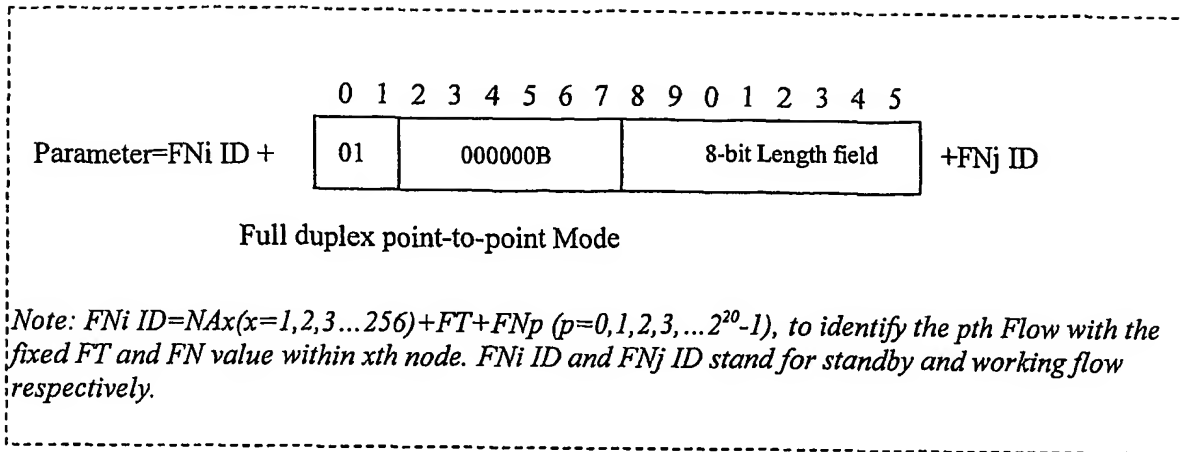 0 1 2 3 4 5 6 7 8 9 0 1 2 3 4 5
Parameter=FNi ID + 01 000000B 8-bit Length field +FNj ID
Full duplex point-to-point Mode
Note: FNi ID=NAx(x=1,2,3...256)+FT+FNp (p=0,1,2,3,...2^20-1), to identify the pth Flow with the
fixed FT and FN value within xth node. FNi ID and FNj ID stand for standby and working flow
respectively.